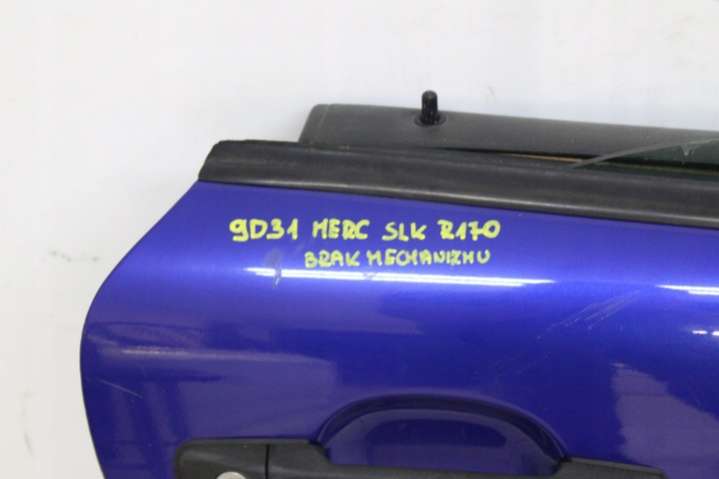 9D31 MERC SLK R170
BRAK MECHANIZMU